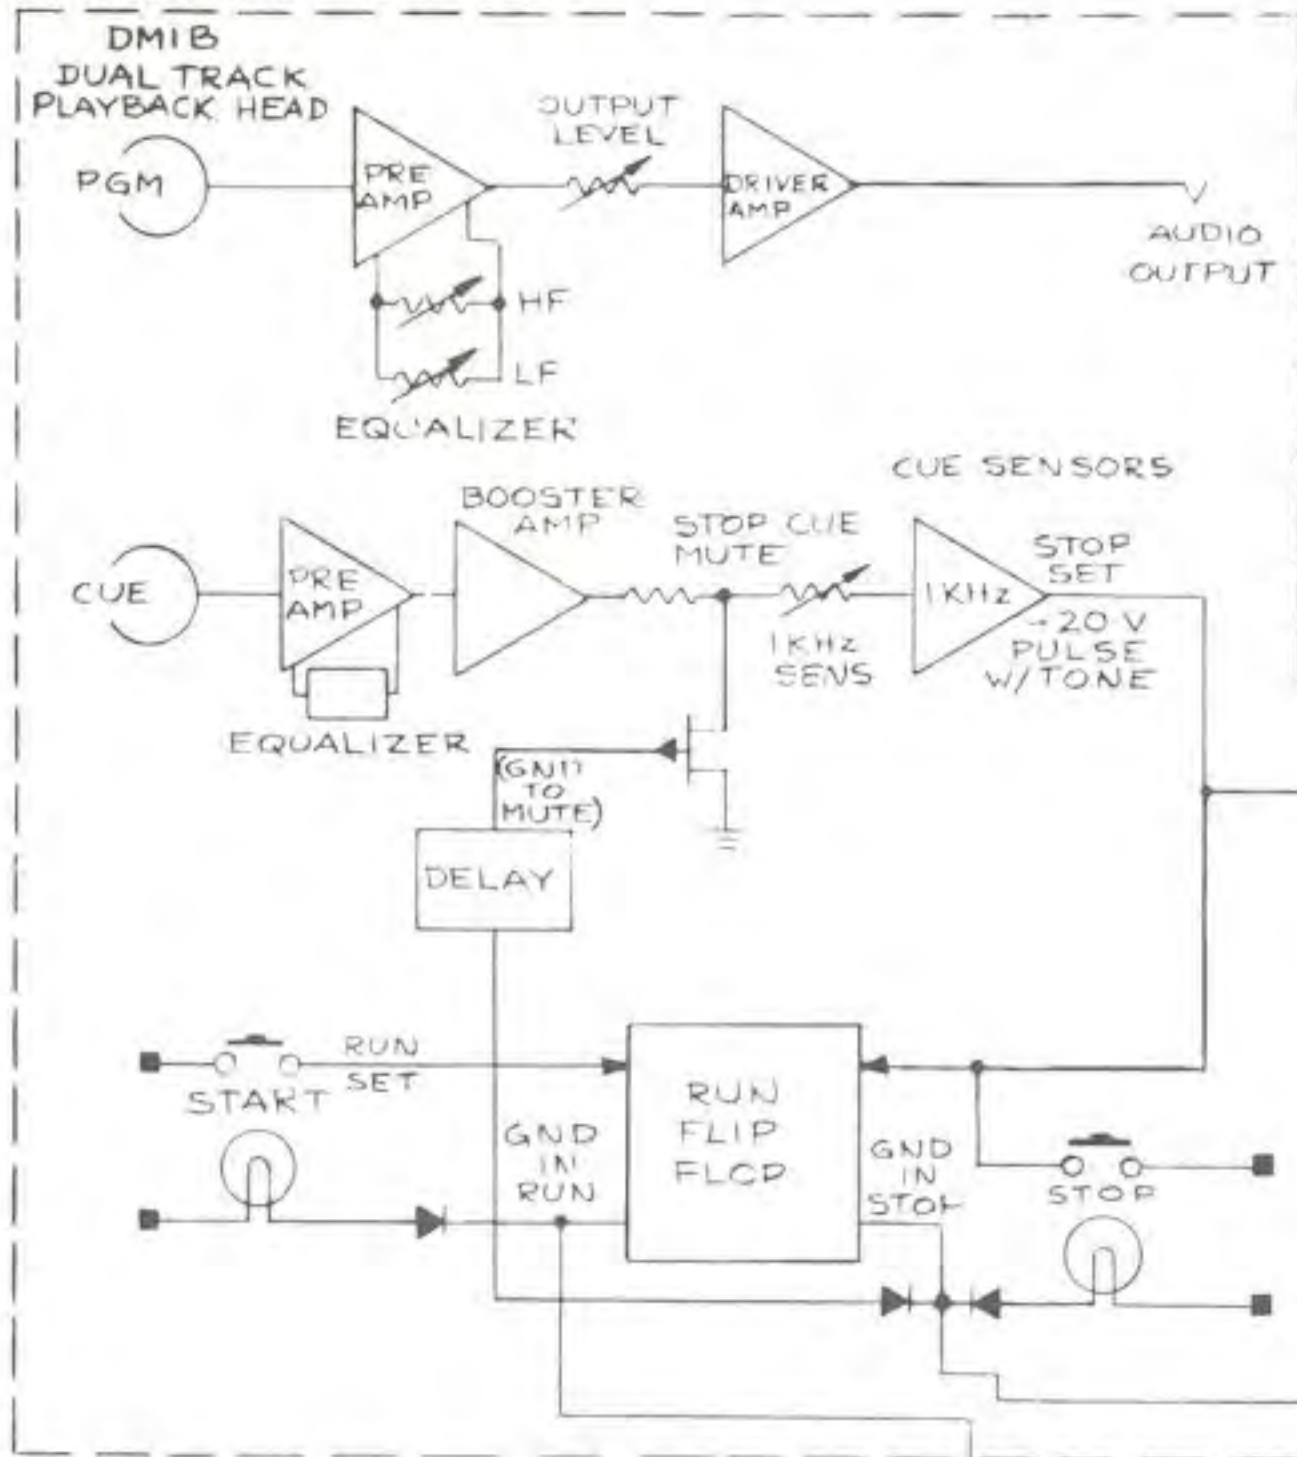 DM1B
DUAL TRACK
PLAYBACK HEAD
PGM
PRE
AMP
OUTPUT
LEVEL
DRIVER
AMP
AUDIO
OUTPUT
HF
LF
EQUALIZER
CUE SENSORS
BOOSTER
AMP
STOP CUE
MUTE
CUE
PRE
AMP
1KHz
SENS
1KHz
STOP
SET
-20 V
PULSE
W/TONE
EQUALIZER
(GND
TO
MUTE)
DELAY
RUN
SET
START
GND
IN
RUN
RUN
FLIP
FLOP
GND
IN
STOP
STOP